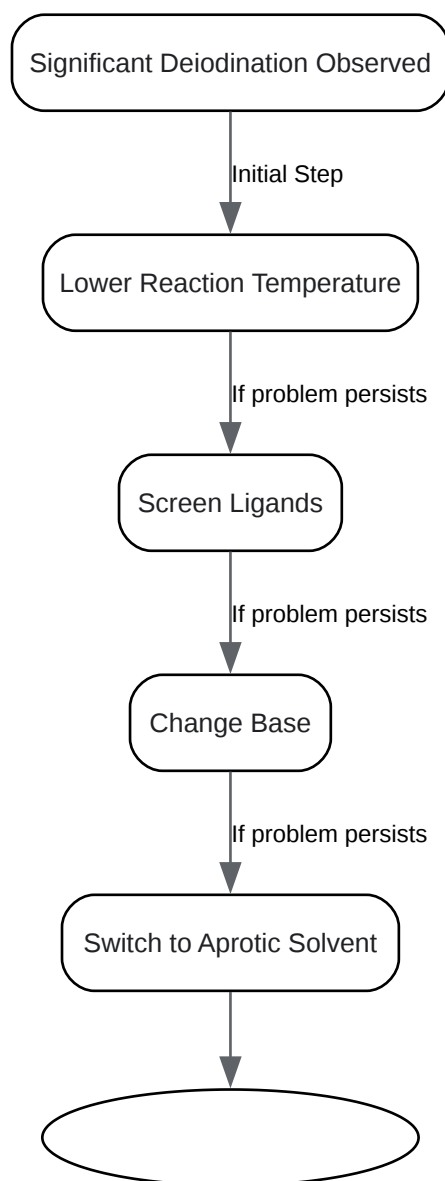 Significant Deiodination Observed
Initial Step
Lower Reaction Temperature
If problem persists
Screen Ligands
If problem persists
Change Base
If problem persists
Switch to Aprotic Solvent